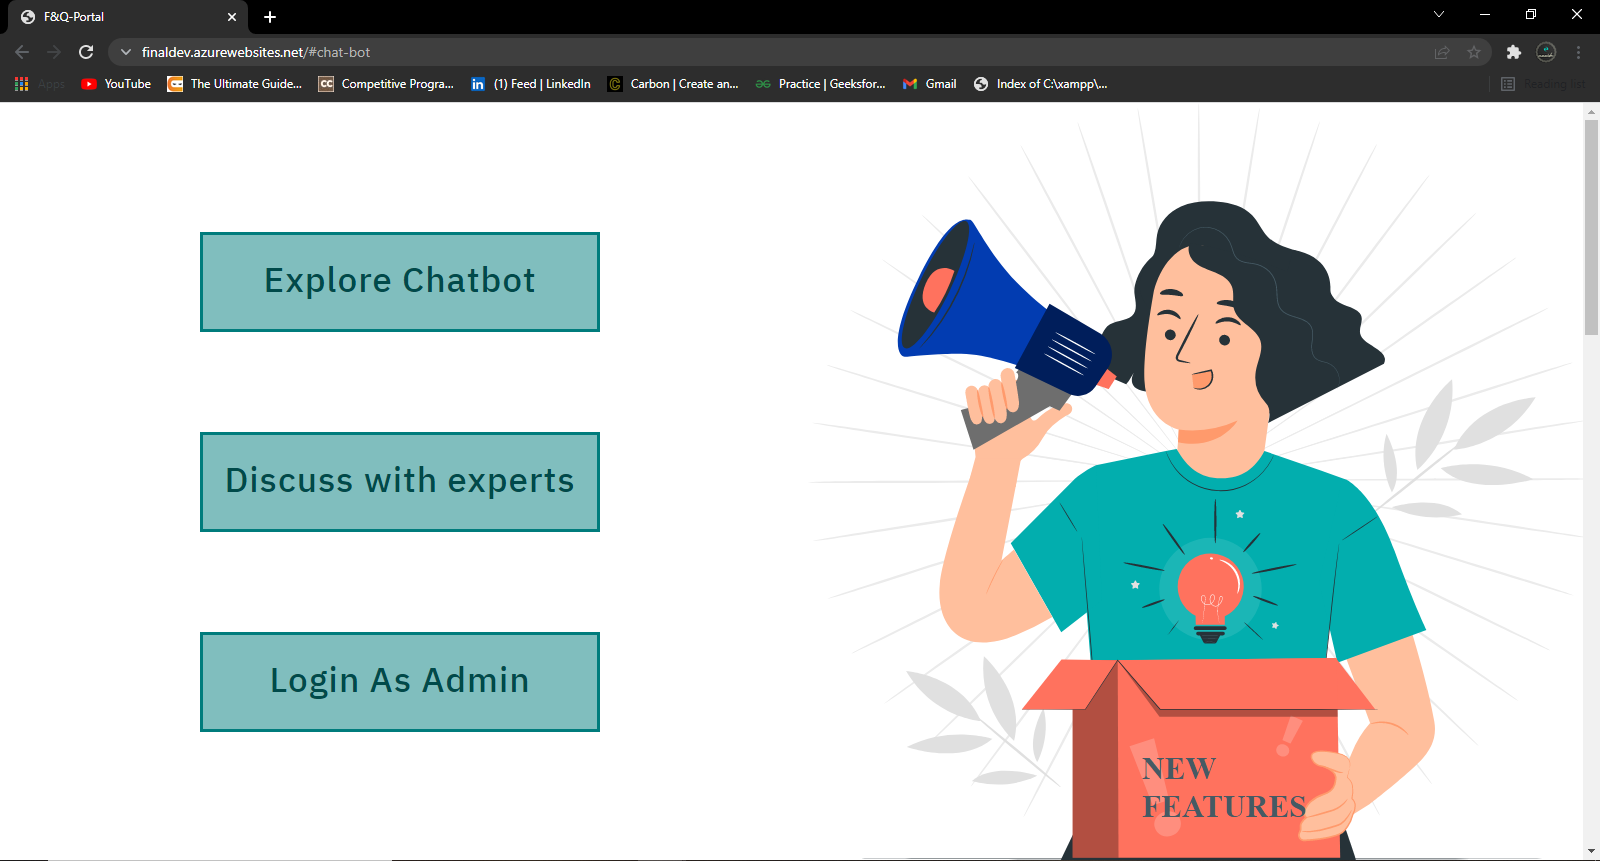 F&Q-Portal
finaldev.azurewebsites.net/#chat-bot
Apps YouTube The Ultimate Guide... Competitive Progra... (1) Feed | LinkedIn Carbon | Create an... Practice | Geeksfor... Gmail Index of C:\xampp\... Reading list
Explore Chatbot
Discuss with experts
Login As Admin
NEW
FEATURES